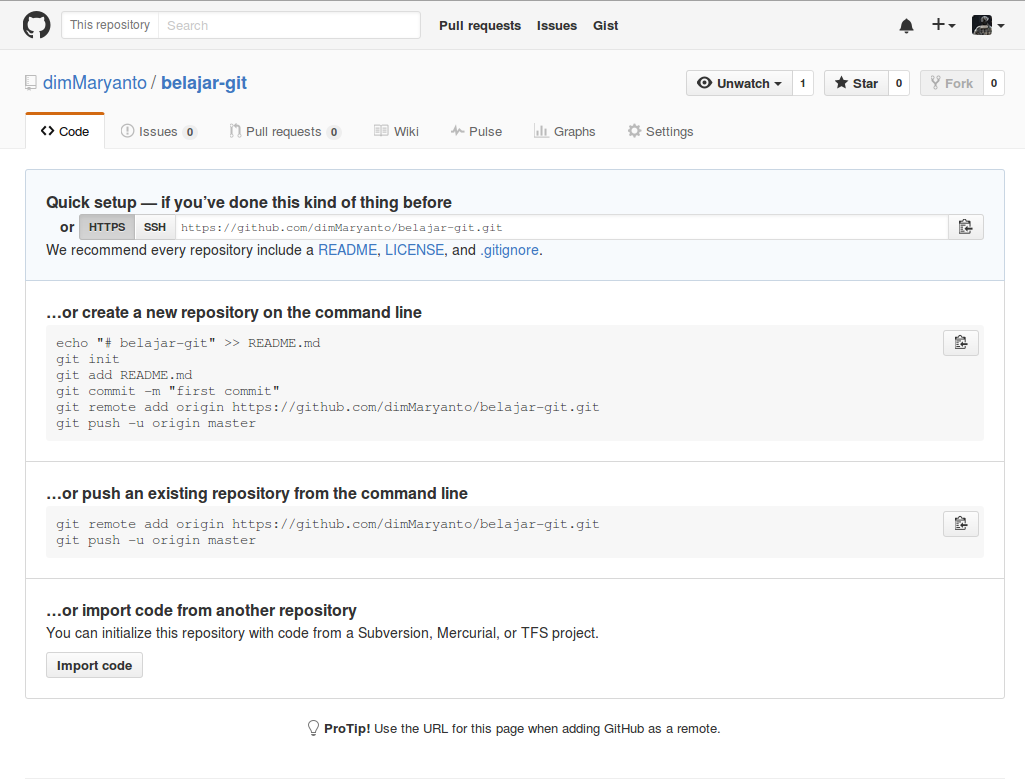 This repository Search Pull requests Issues Gist
dimMaryanto / belajar-git Unwatch 1 Star 0 Fork 0
Code Issues 0 Pull requests 0 Wiki Pulse Graphs Settings
Quick setup — if you’ve done this kind of thing before
or HTTPS SSH https://github.com/dimMaryanto/belajar-git.git
We recommend every repository include a README, LICENSE, and .gitignore.
…or create a new repository on the command line
echo "# belajar-git" >> README.md
git init
git add README.md
git commit -m "first commit"
git remote add origin https://github.com/dimMaryanto/belajar-git.git
git push -u origin master
…or push an existing repository from the command line
git remote add origin https://github.com/dimMaryanto/belajar-git.git
git push -u origin master
…or import code from another repository
You can initialize this repository with code from a Subversion, Mercurial, or TFS project.
Import code
ProTip! Use the URL for this page when adding GitHub as a remote.